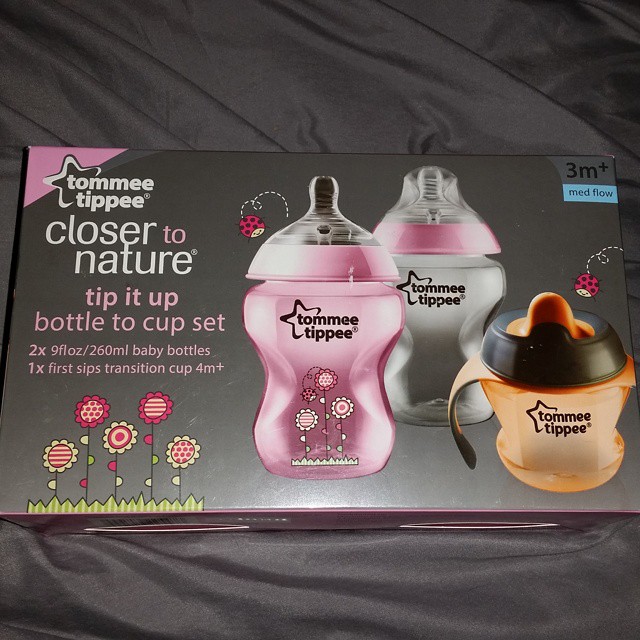 tommee
tippee®
closer to
nature®
tip it up
bottle to cup set
2x 9floz/260ml baby bottles
1x first sips transition cup 4m+
3m+
med flow
tommee
tippee®
tommee
tippee®
tommee
tippee®